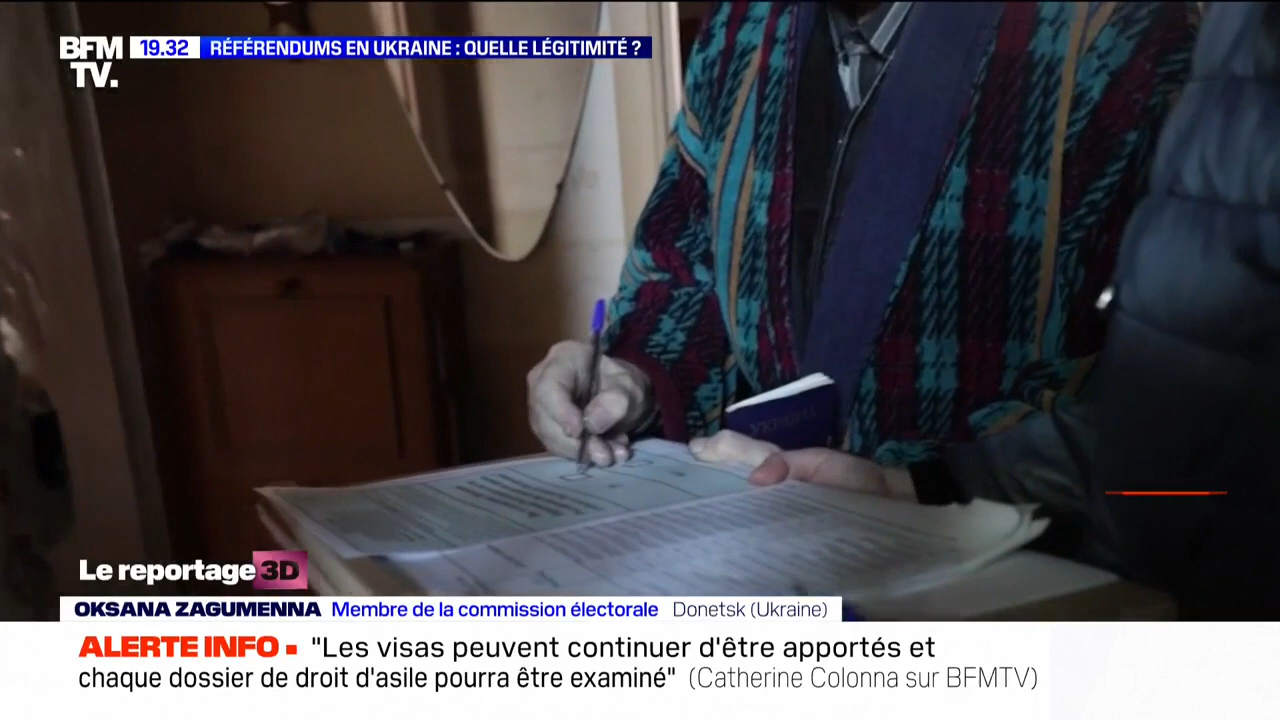 BFM
TV.
19.32
RÉFÉRENDUMS EN UKRAINE : QUELLE LÉGITIMITÉ ?
УКРАЇНА
Le reportage 3D
OKSANA ZAGUMENNA Membre de la commission électorale Donetsk (Ukraine)
ALERTE INFO "Les visas peuvent continuer d'être apportés et
chaque dossier de droit d'asile pourra être examiné" (Catherine Colonna sur BFMTV)